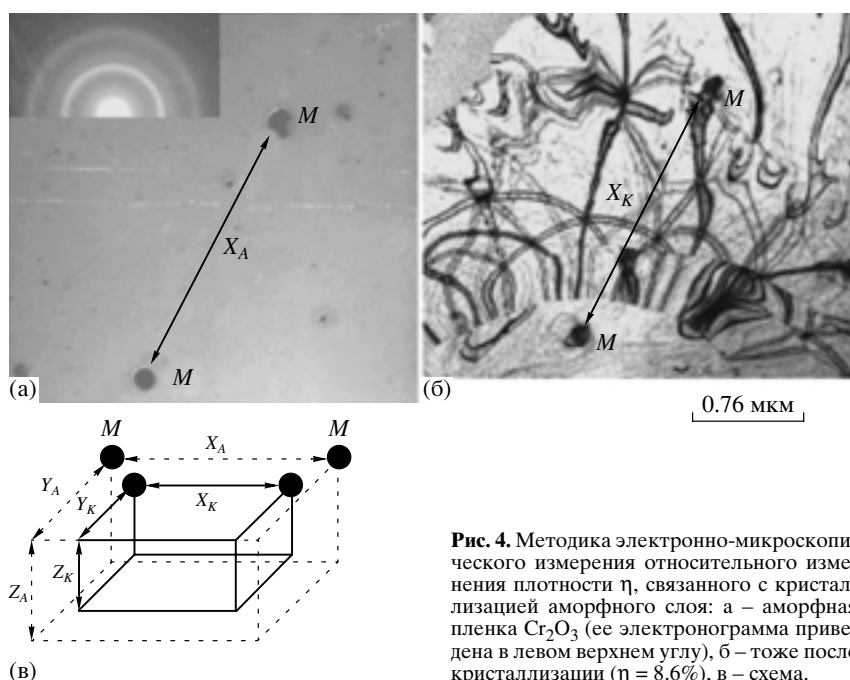 M
X_A
M
(а)
M
X_K
M
(б)
0.76 мкм
M X_A M
Y_A
Y_K X_K
Z_K
Z_A
(в)
Рис. 4. Методика электронно-микроскопи-
ческого измерения относительного изме-
нения плотности η, связанного с кристал-
лизацией аморфного слоя: а – аморфная
пленка Cr₂O₃ (ее электронограмма приве-
дена в левом верхнем углу), б – тоже после
кристаллизации (η = 8.6%), в – схема.